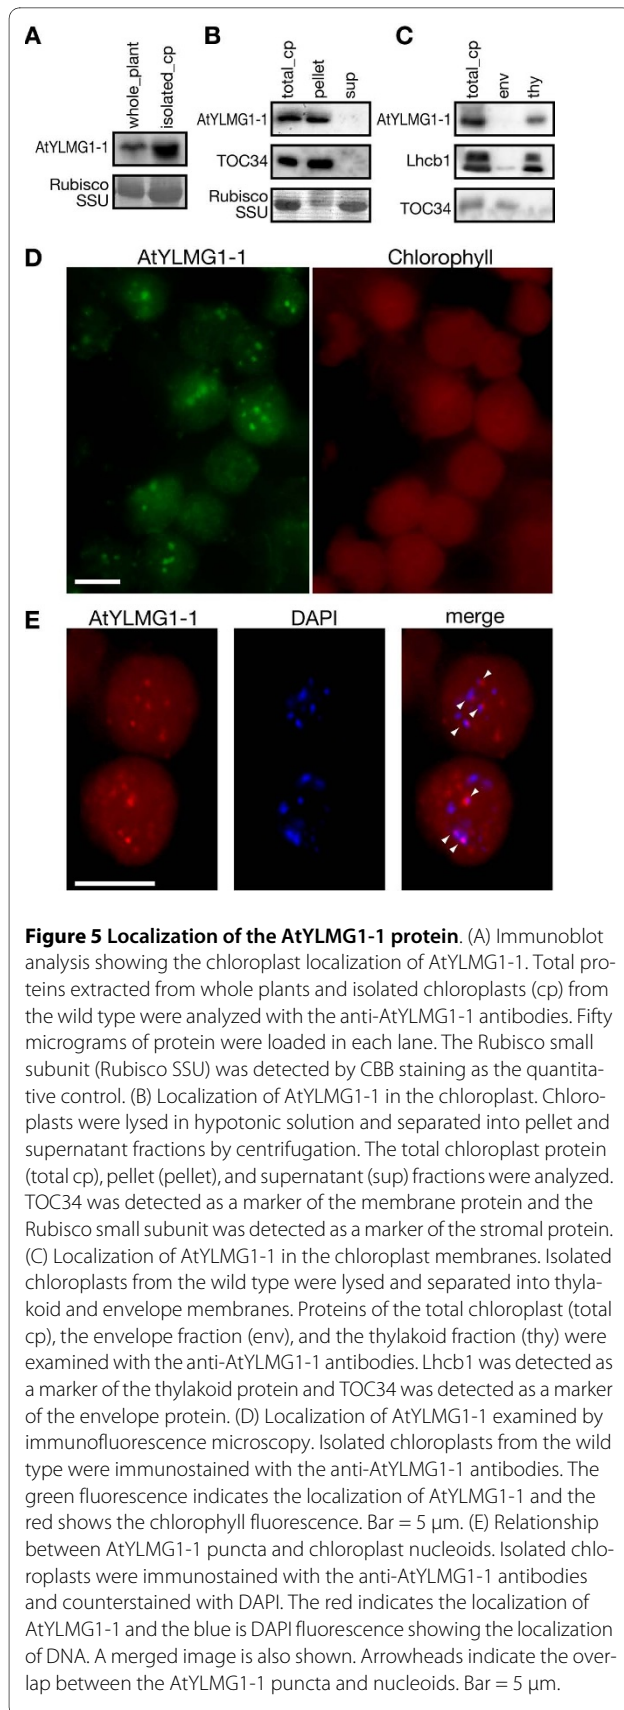 A
B
C
whole_plant
isolated_cp
total_cp
pellet
sup
total_cp
env
thy
AtYLMG1-1
AtYLMG1-1
AtYLMG1-1
Rubisco
SSU
TOC34
Rubisco
SSU
Lhcb1
TOC34
D
AtYLMG1-1
Chlorophyll
E
AtYLMG1-1
DAPI
merge
Figure 5 Localization of the AtYLMG1-1 protein. (A) Immunoblot
analysis showing the chloroplast localization of AtYLMG1-1. Total pro-
teins extracted from whole plants and isolated chloroplasts (cp) from
the wild type were analyzed with the anti-AtYLMG1-1 antibodies. Fifty
micrograms of protein were loaded in each lane. The Rubisco small
subunit (Rubisco SSU) was detected by CBB staining as the quantita-
tive control. (B) Localization of AtYLMG1-1 in the chloroplast. Chloro-
plasts were lysed in hypotonic solution and separated into pellet and
supernatant fractions by centrifugation. The total chloroplast protein
(total cp), pellet (pellet), and supernatant (sup) fractions were analyzed.
TOC34 was detected as a marker of the membrane protein and the
Rubisco small subunit was detected as a marker of the stromal protein.
(C) Localization of AtYLMG1-1 in the chloroplast membranes. Isolated
chloroplasts from the wild type were lysed and separated into thyla-
koid and envelope membranes. Proteins of the total chloroplast (total
cp), the envelope fraction (env), and the thylakoid fraction (thy) were
examined with the anti-AtYLMG1-1 antibodies. Lhcb1 was detected as
a marker of the thylakoid protein and TOC34 was detected as a marker
of the envelope protein. (D) Localization of AtYLMG1-1 examined by
immunofluorescence microscopy. Isolated chloroplasts from the wild
type were immunostained with the anti-AtYLMG1-1 antibodies. The
green fluorescence indicates the localization of AtYLMG1-1 and the
red shows the chlorophyll fluorescence. Bar = 5 μm. (E) Relationship
between AtYLMG1-1 puncta and chloroplast nucleoids. Isolated chlo-
roplasts were immunostained with the anti-AtYLMG1-1 antibodies
and counterstained with DAPI. The red indicates the localization of
AtYLMG1-1 and the blue is DAPI fluorescence showing the localization
of DNA. A merged image is also shown. Arrowheads indicate the over-
lap between the AtYLMG1-1 puncta and nucleoids. Bar = 5 μm.